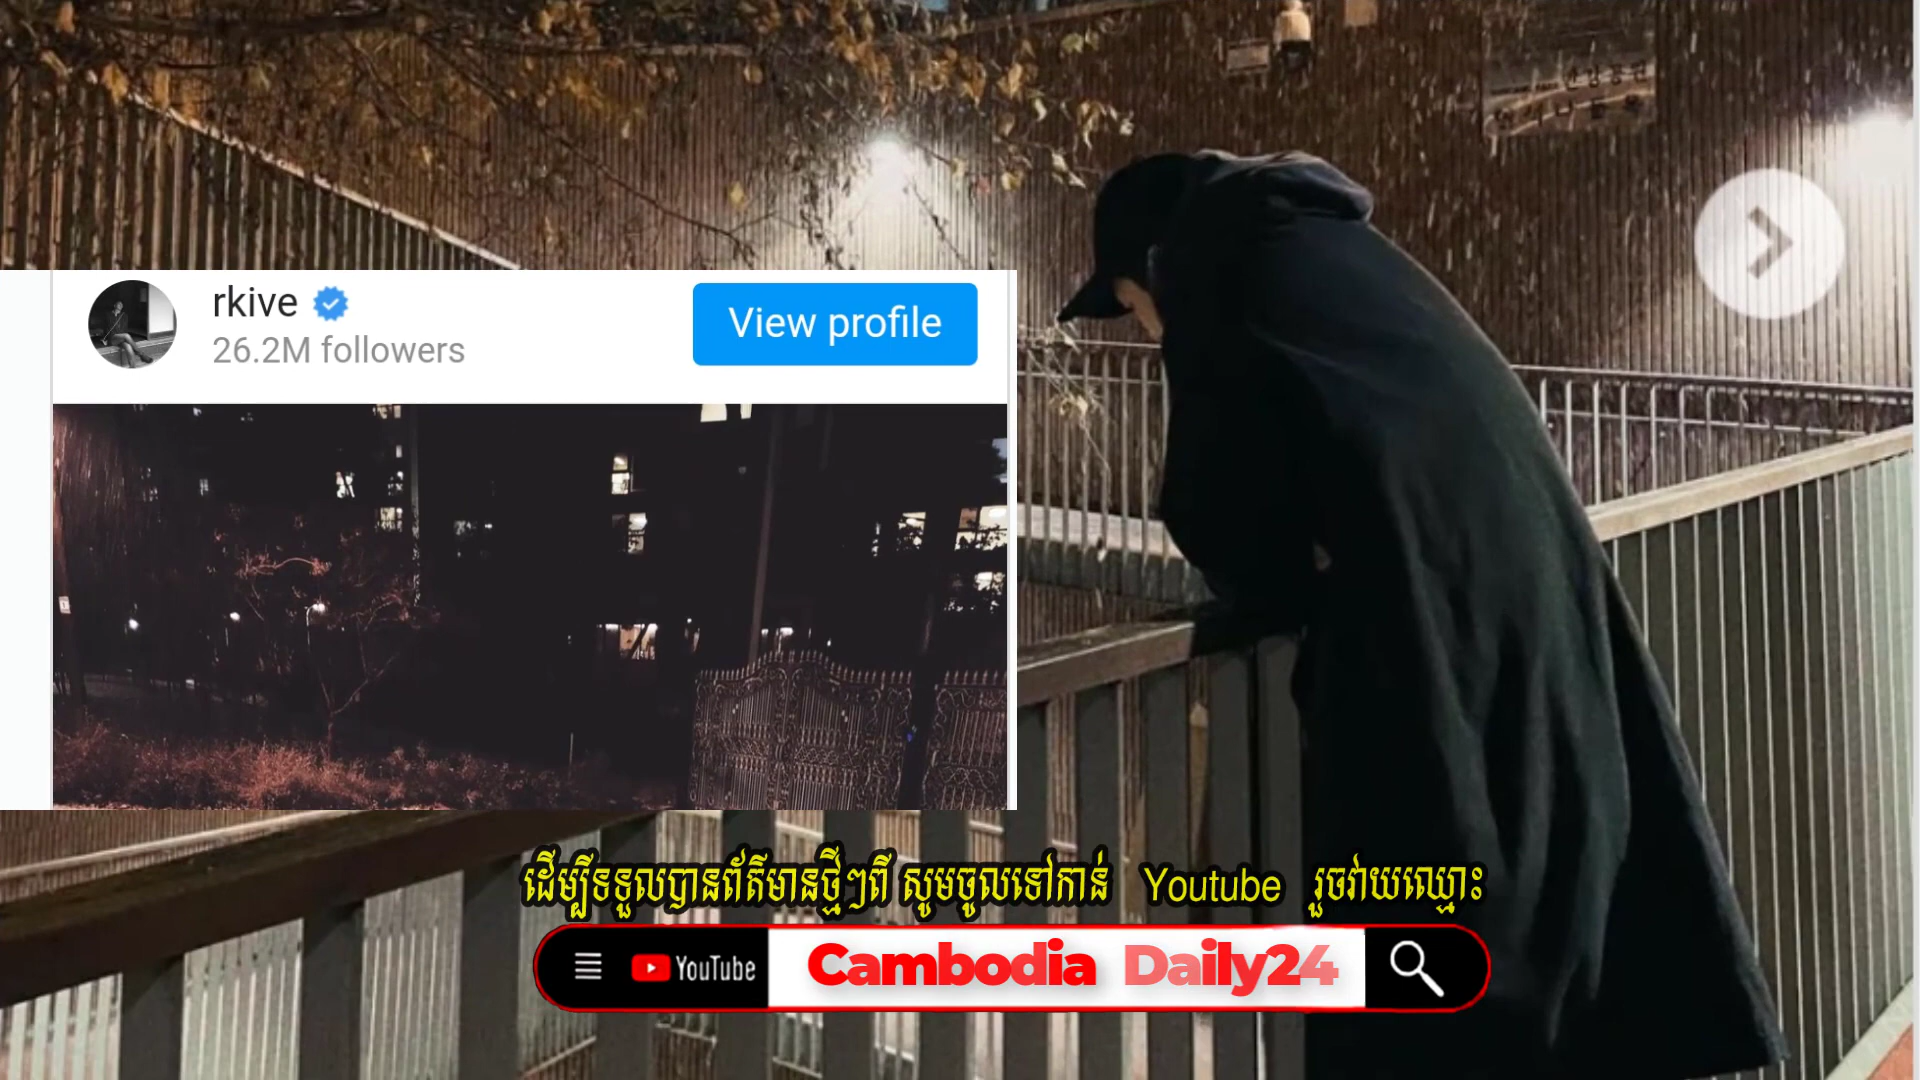 rkive
26.2M followers
View profile
ដើម្បីទទួលបានព័ត៌មានថ្មីៗពី សូមចូលទៅកាន់ Youtube រួចវាយឈ្មោះ
YouTube
Cambodia Daily24